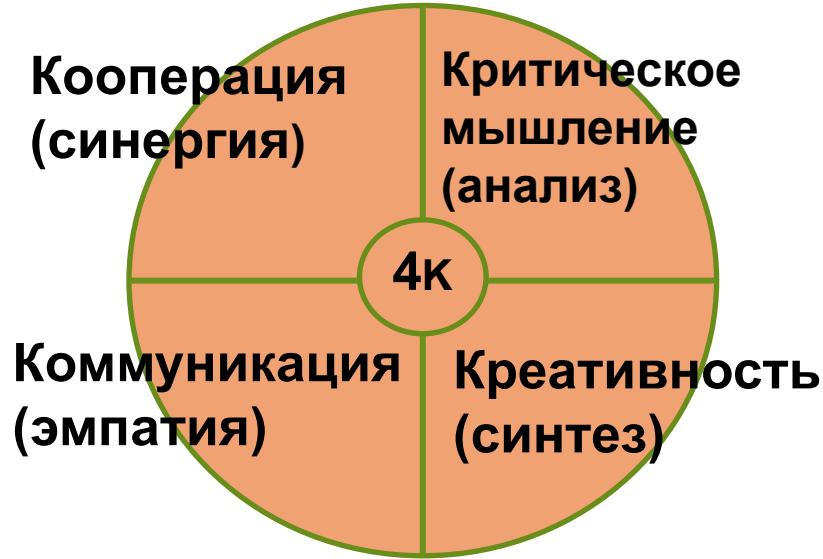 Кооперация
(синергия)
Критическое
мышление
(анализ)
4к
Коммуникация
(эмпатия)
Креативность
(синтез)